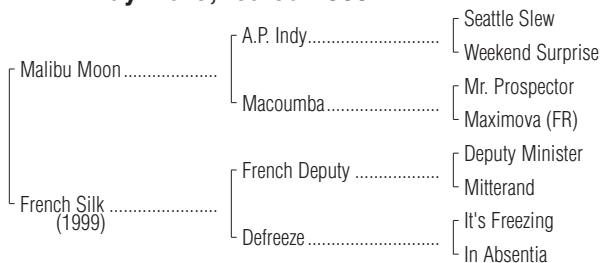 Seattle Slew
A.P. Indy
Weekend Surprise
Malibu Moon
Mr. Prospector
Macoumba
Maximova (FR)
Deputy Minister
French Deputy
Mitterand
French Silk
(1999)
It's Freezing
Defreeze
In Absentia